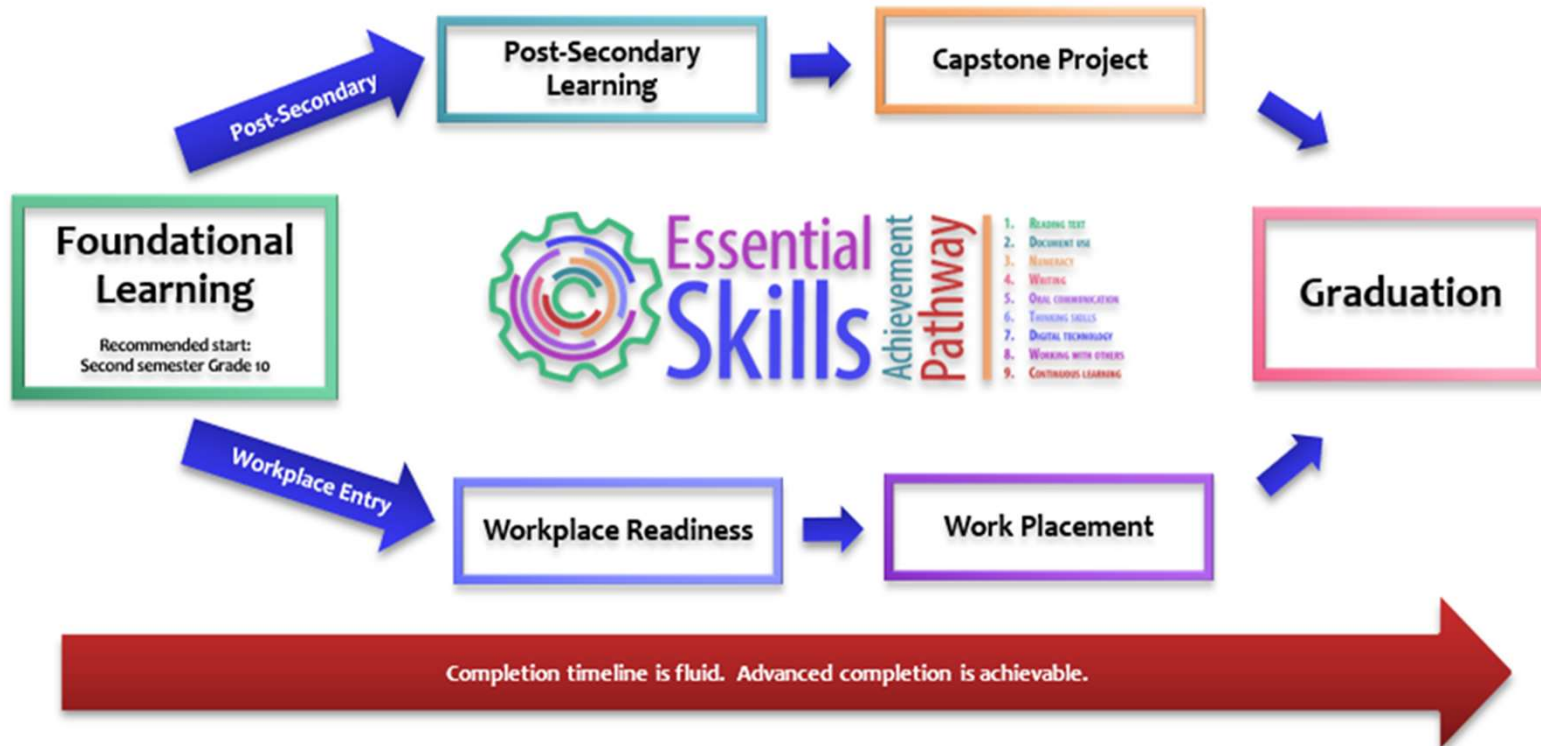 Post-Secondary
Post-Secondary
Learning
Capstone Project
Foundational
Learning
Recommended start:
Second semester Grade 10
Essential
Skills
Achievement
Pathway
1. Reading text
2. Document use
3. Numeracy
4. Writing
5. Oral communication
6. Thinking skills
7. Digital technology
8. Working with others
9. Continuous learning
Graduation
Workplace Entry
Workplace Readiness
Work Placement
Completion timeline is fluid. Advanced completion is achievable.